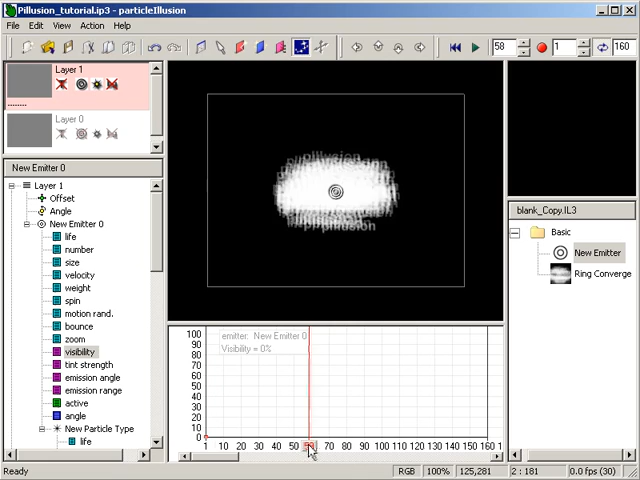 Pillusion_tutorial.ip3 - particleIllusion
File Edit View Action Help
58 1 160
Layer 1
Layer 0
New Emitter 0
Layer 1
Offset
Angle
New Emitter 0
life
number
size
velocity
weight
spin
motion rand.
bounce
zoom
visibility
tint strength
emission angle
emission range
active
angle
New Particle Type
life
pIllusion
pIllusion
emitter: New Emitter 0
Visibility = 0%
100
90
80
70
60
50
40
30
20
10
0
1 10 20 30 40 50 70 80 90 100 110 120 130 140 150 160 1
blank_Copy.IL3
Basic
New Emitter
Ring Converge
Ready RGB 100% 125,281 2 : 181 0.0 fps (30)